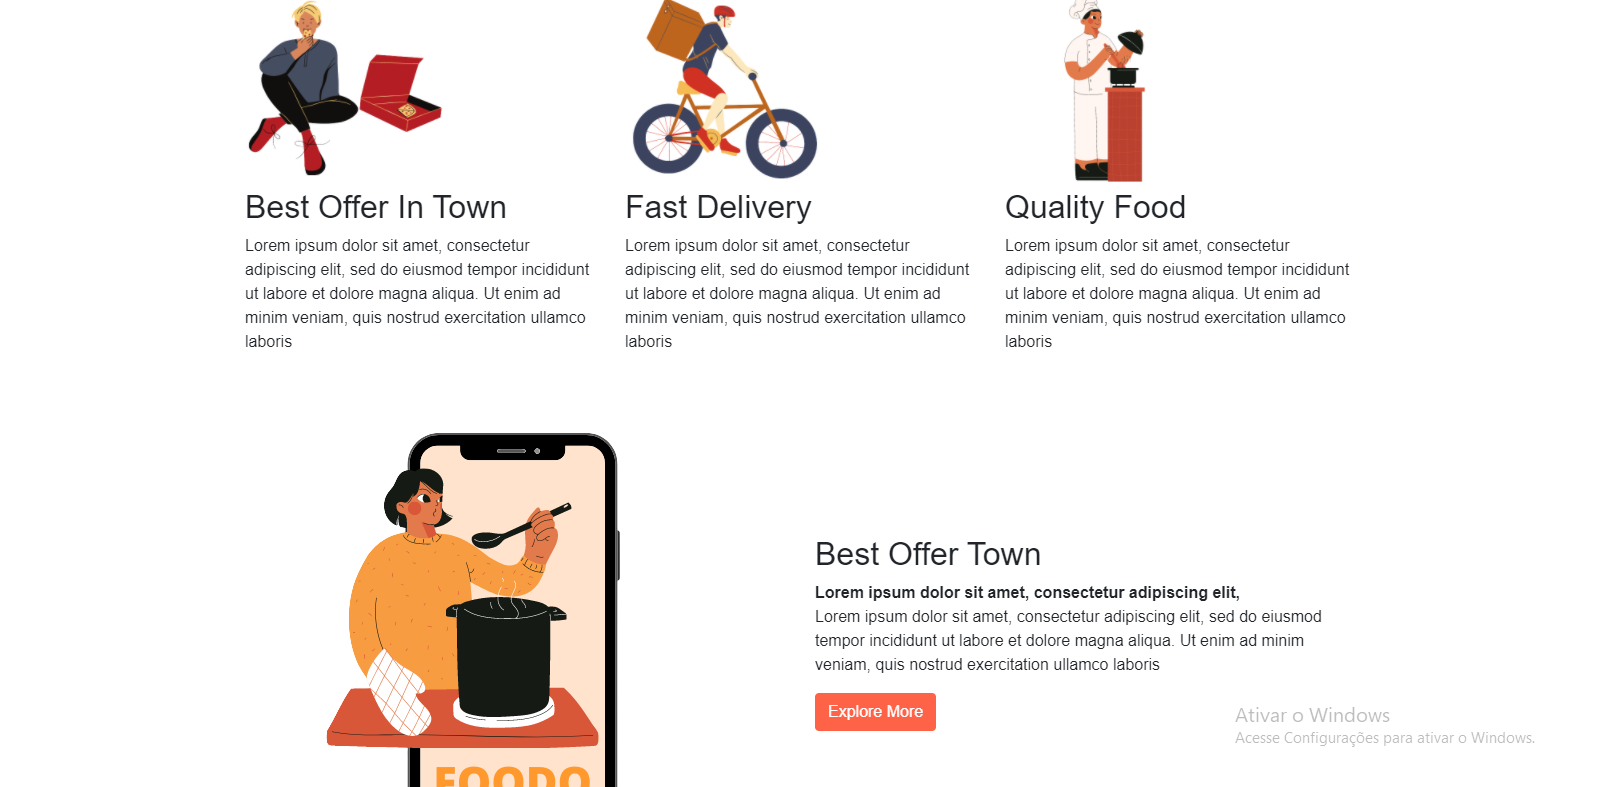 Best Offer In Town
Lorem ipsum dolor sit amet, consectetur
adipiscing elit, sed do eiusmod tempor incididunt
ut labore et dolore magna aliqua. Ut enim ad
minim veniam, quis nostrud exercitation ullamco
laboris
Fast Delivery
Lorem ipsum dolor sit amet, consectetur
adipiscing elit, sed do eiusmod tempor incididunt
ut labore et dolore magna aliqua. Ut enim ad
minim veniam, quis nostrud exercitation ullamco
laboris
Quality Food
Lorem ipsum dolor sit amet, consectetur
adipiscing elit, sed do eiusmod tempor incididunt
ut labore et dolore magna aliqua. Ut enim ad
minim veniam, quis nostrud exercitation ullamco
laboris
FOODO
Best Offer Town
Lorem ipsum dolor sit amet, consectetur adipiscing elit,
Lorem ipsum dolor sit amet, consectetur adipiscing elit, sed do eiusmod
tempor incididunt ut labore et dolore magna aliqua. Ut enim ad minim
veniam, quis nostrud exercitation ullamco laboris
Explore More
Ativar o Windows
Acesse Configurações para ativar o Windows.